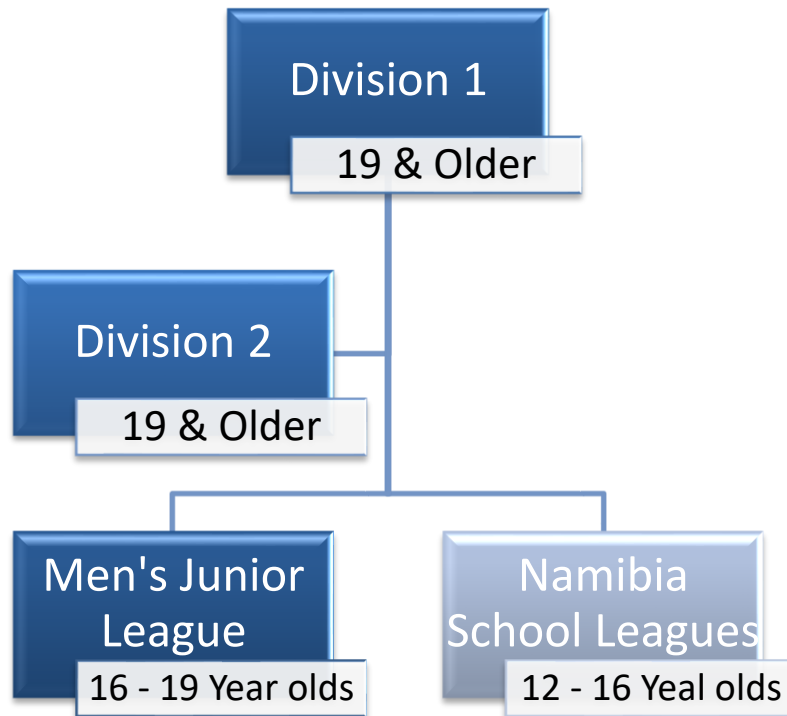 Division 1
19 & Older
Division 2
19 & Older
Men's Junior
League
16 - 19 Year olds
Namibia
School Leagues
12 - 16 Yeal olds